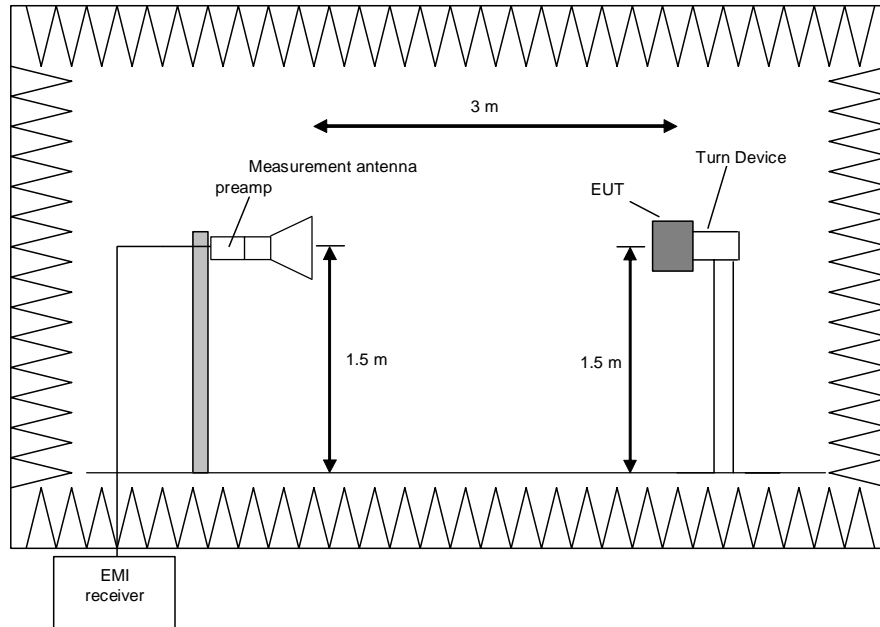 3 m
Measurement antenna
preamp
Turn Device
EUT
1.5 m
1.5 m
EMI
receiver